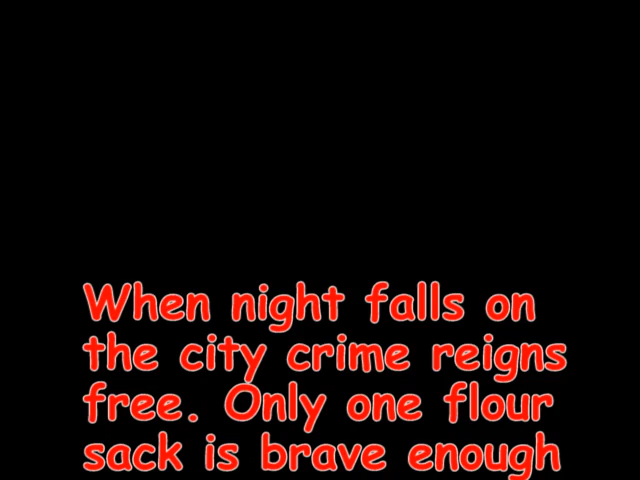 When night falls on
the city crime reigns
free. Only one flour
sack is brave enough